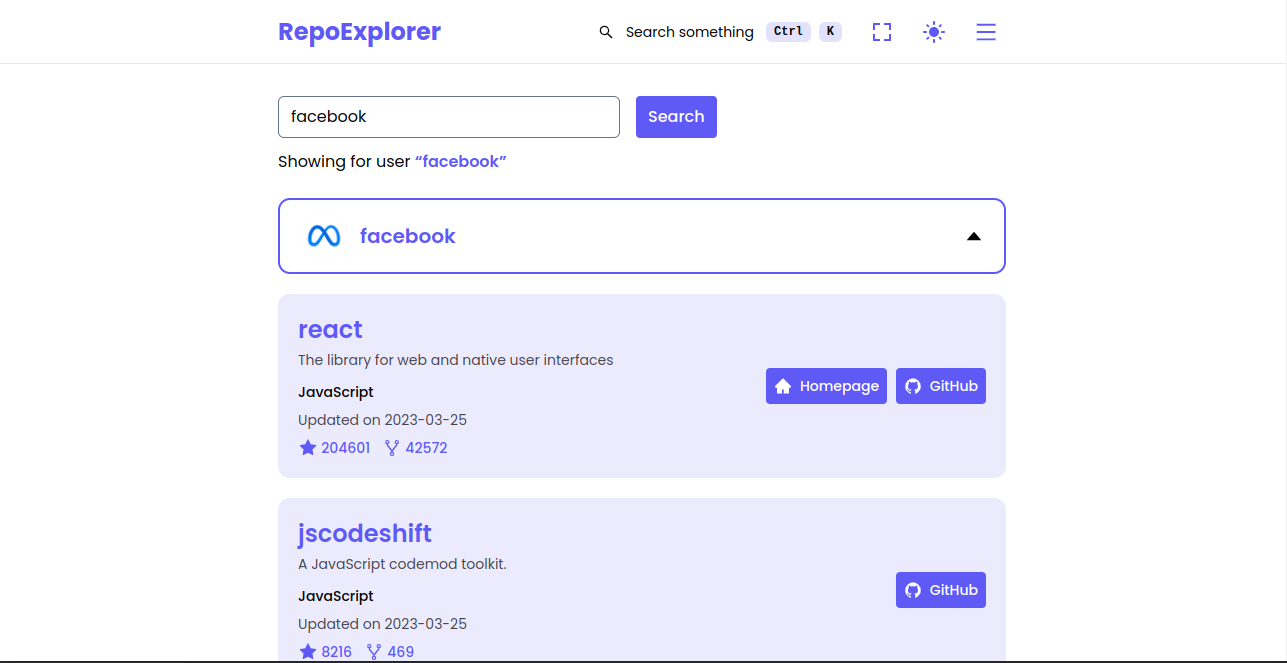 RepoExplorer
Search something Ctrl K
facebook
Search
Showing for user “facebook”
facebook
react
The library for web and native user interfaces
JavaScript
Updated on 2023-03-25
204601 42572
Homepage
GitHub
jscodeshift
A JavaScript codemod toolkit.
JavaScript
Updated on 2023-03-25
8216 469
GitHub